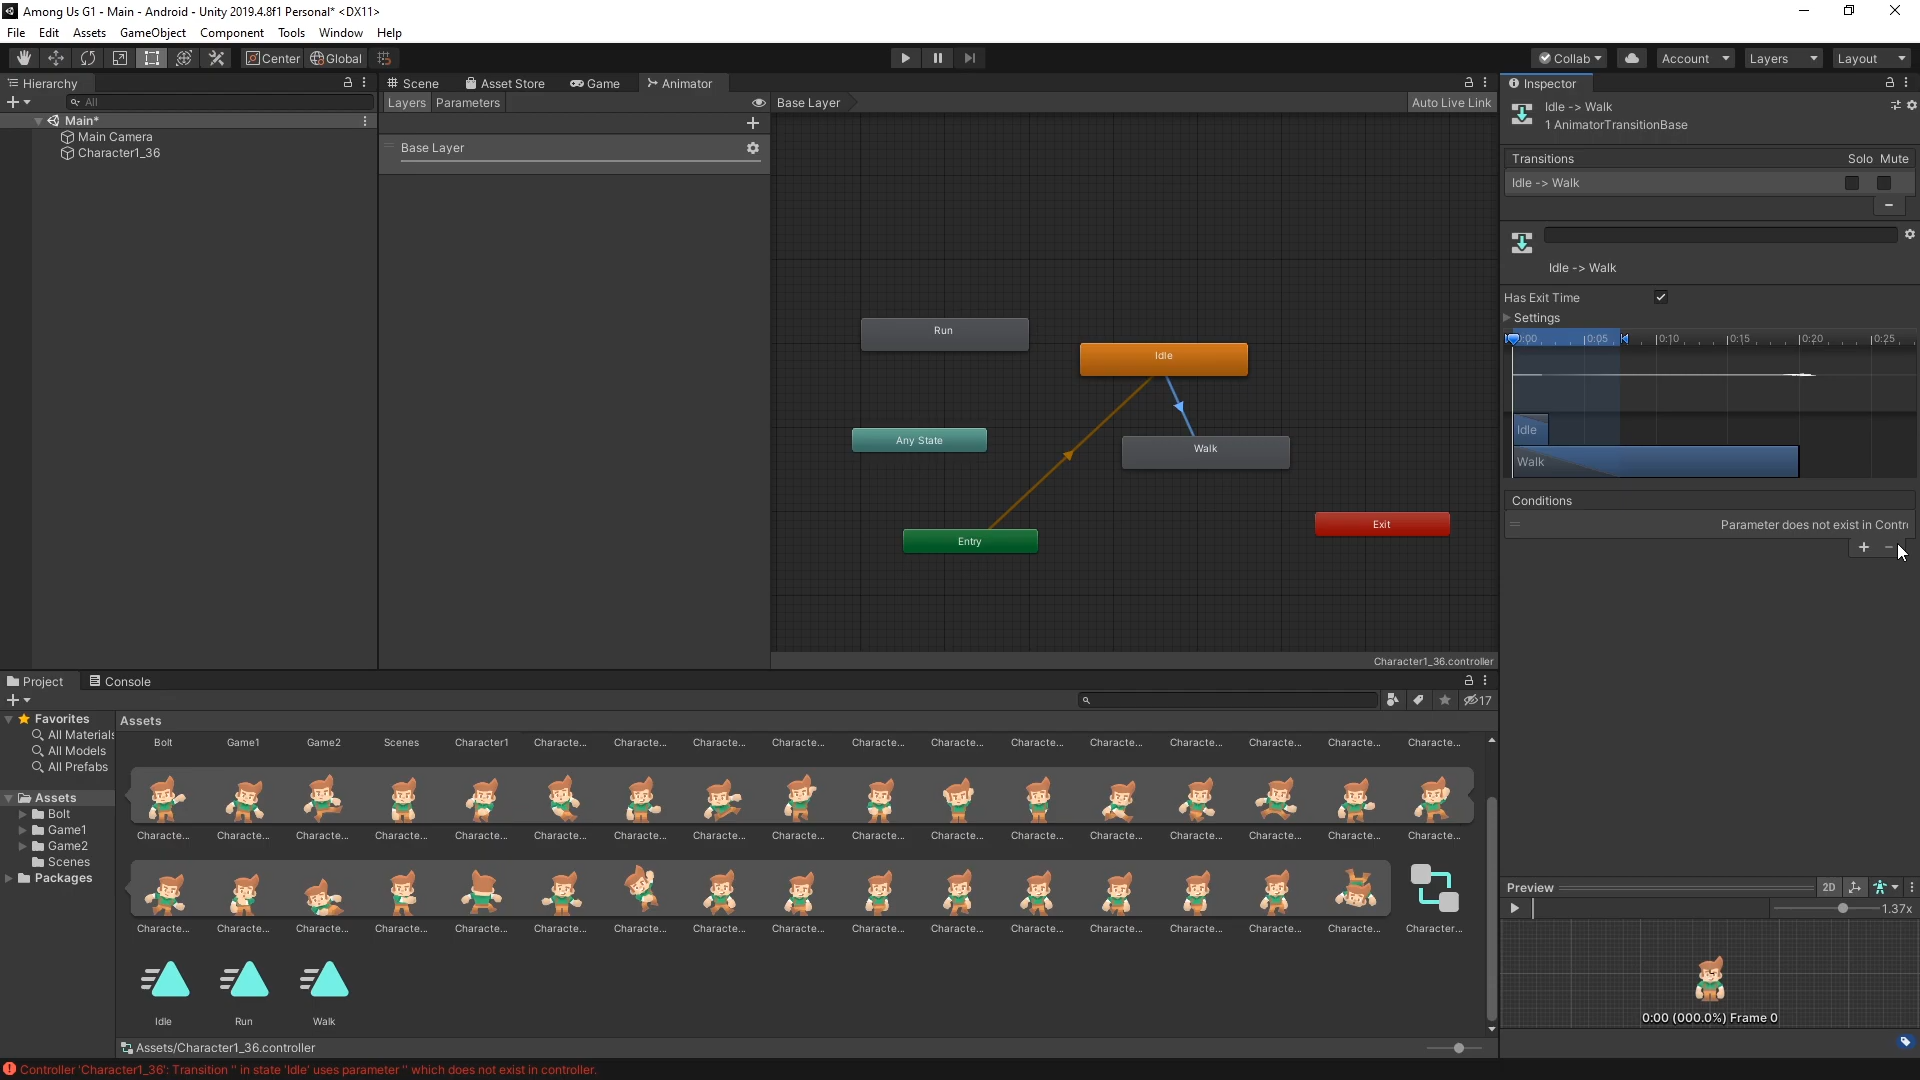 Among Us G1 - Main - Android - Unity 2019.4.8f1 Personal* <DX11>
File Edit Assets GameObject Component Tools Window Help
Center Global
Collab Account Layers Layout
Hierarchy
All
Main*
Main Camera
Character1_36
Scene Asset Store Game Animator
Layers Parameters
Base Layer
Auto Live Link
Base Layer
Run
Idle
Any State
Walk
Exit
Entry
Character1_36.controller
Inspector
Idle -> Walk
1 AnimatorTransitionBase
Transitions Solo Mute
Idle -> Walk
Idle -> Walk
Has Exit Time
Settings
0:00 0:05 0:10 0:15 0:20 0:25
Idle
Walk
Conditions
Parameter does not exist in Contr
Preview 2D
1.37x
0:00 (000.0%) Frame 0
Project Console
17
Favorites
All Materials
All Models
All Prefabs
Assets
Bolt
Game1
Game2
Scenes
Packages
Assets
Bolt Game1 Game2 Scenes Character1 Characte... Characte... Characte... Characte... Characte... Characte... Characte... Characte... Characte... Characte... Characte... Characte...
Characte... Characte... Characte... Characte... Characte... Characte... Characte... Characte... Characte... Characte... Characte... Characte... Characte... Characte... Characte... Characte... Characte...
Characte... Characte... Characte... Characte... Characte... Characte... Characte... Characte... Characte... Characte... Characte... Characte... Characte... Characte... Characte... Characte... Character...
Idle Run Walk
Assets/Character1_36.controller
Controller 'Character1_36': Transition '' in state 'Idle' uses parameter '' which does not exist in controller.